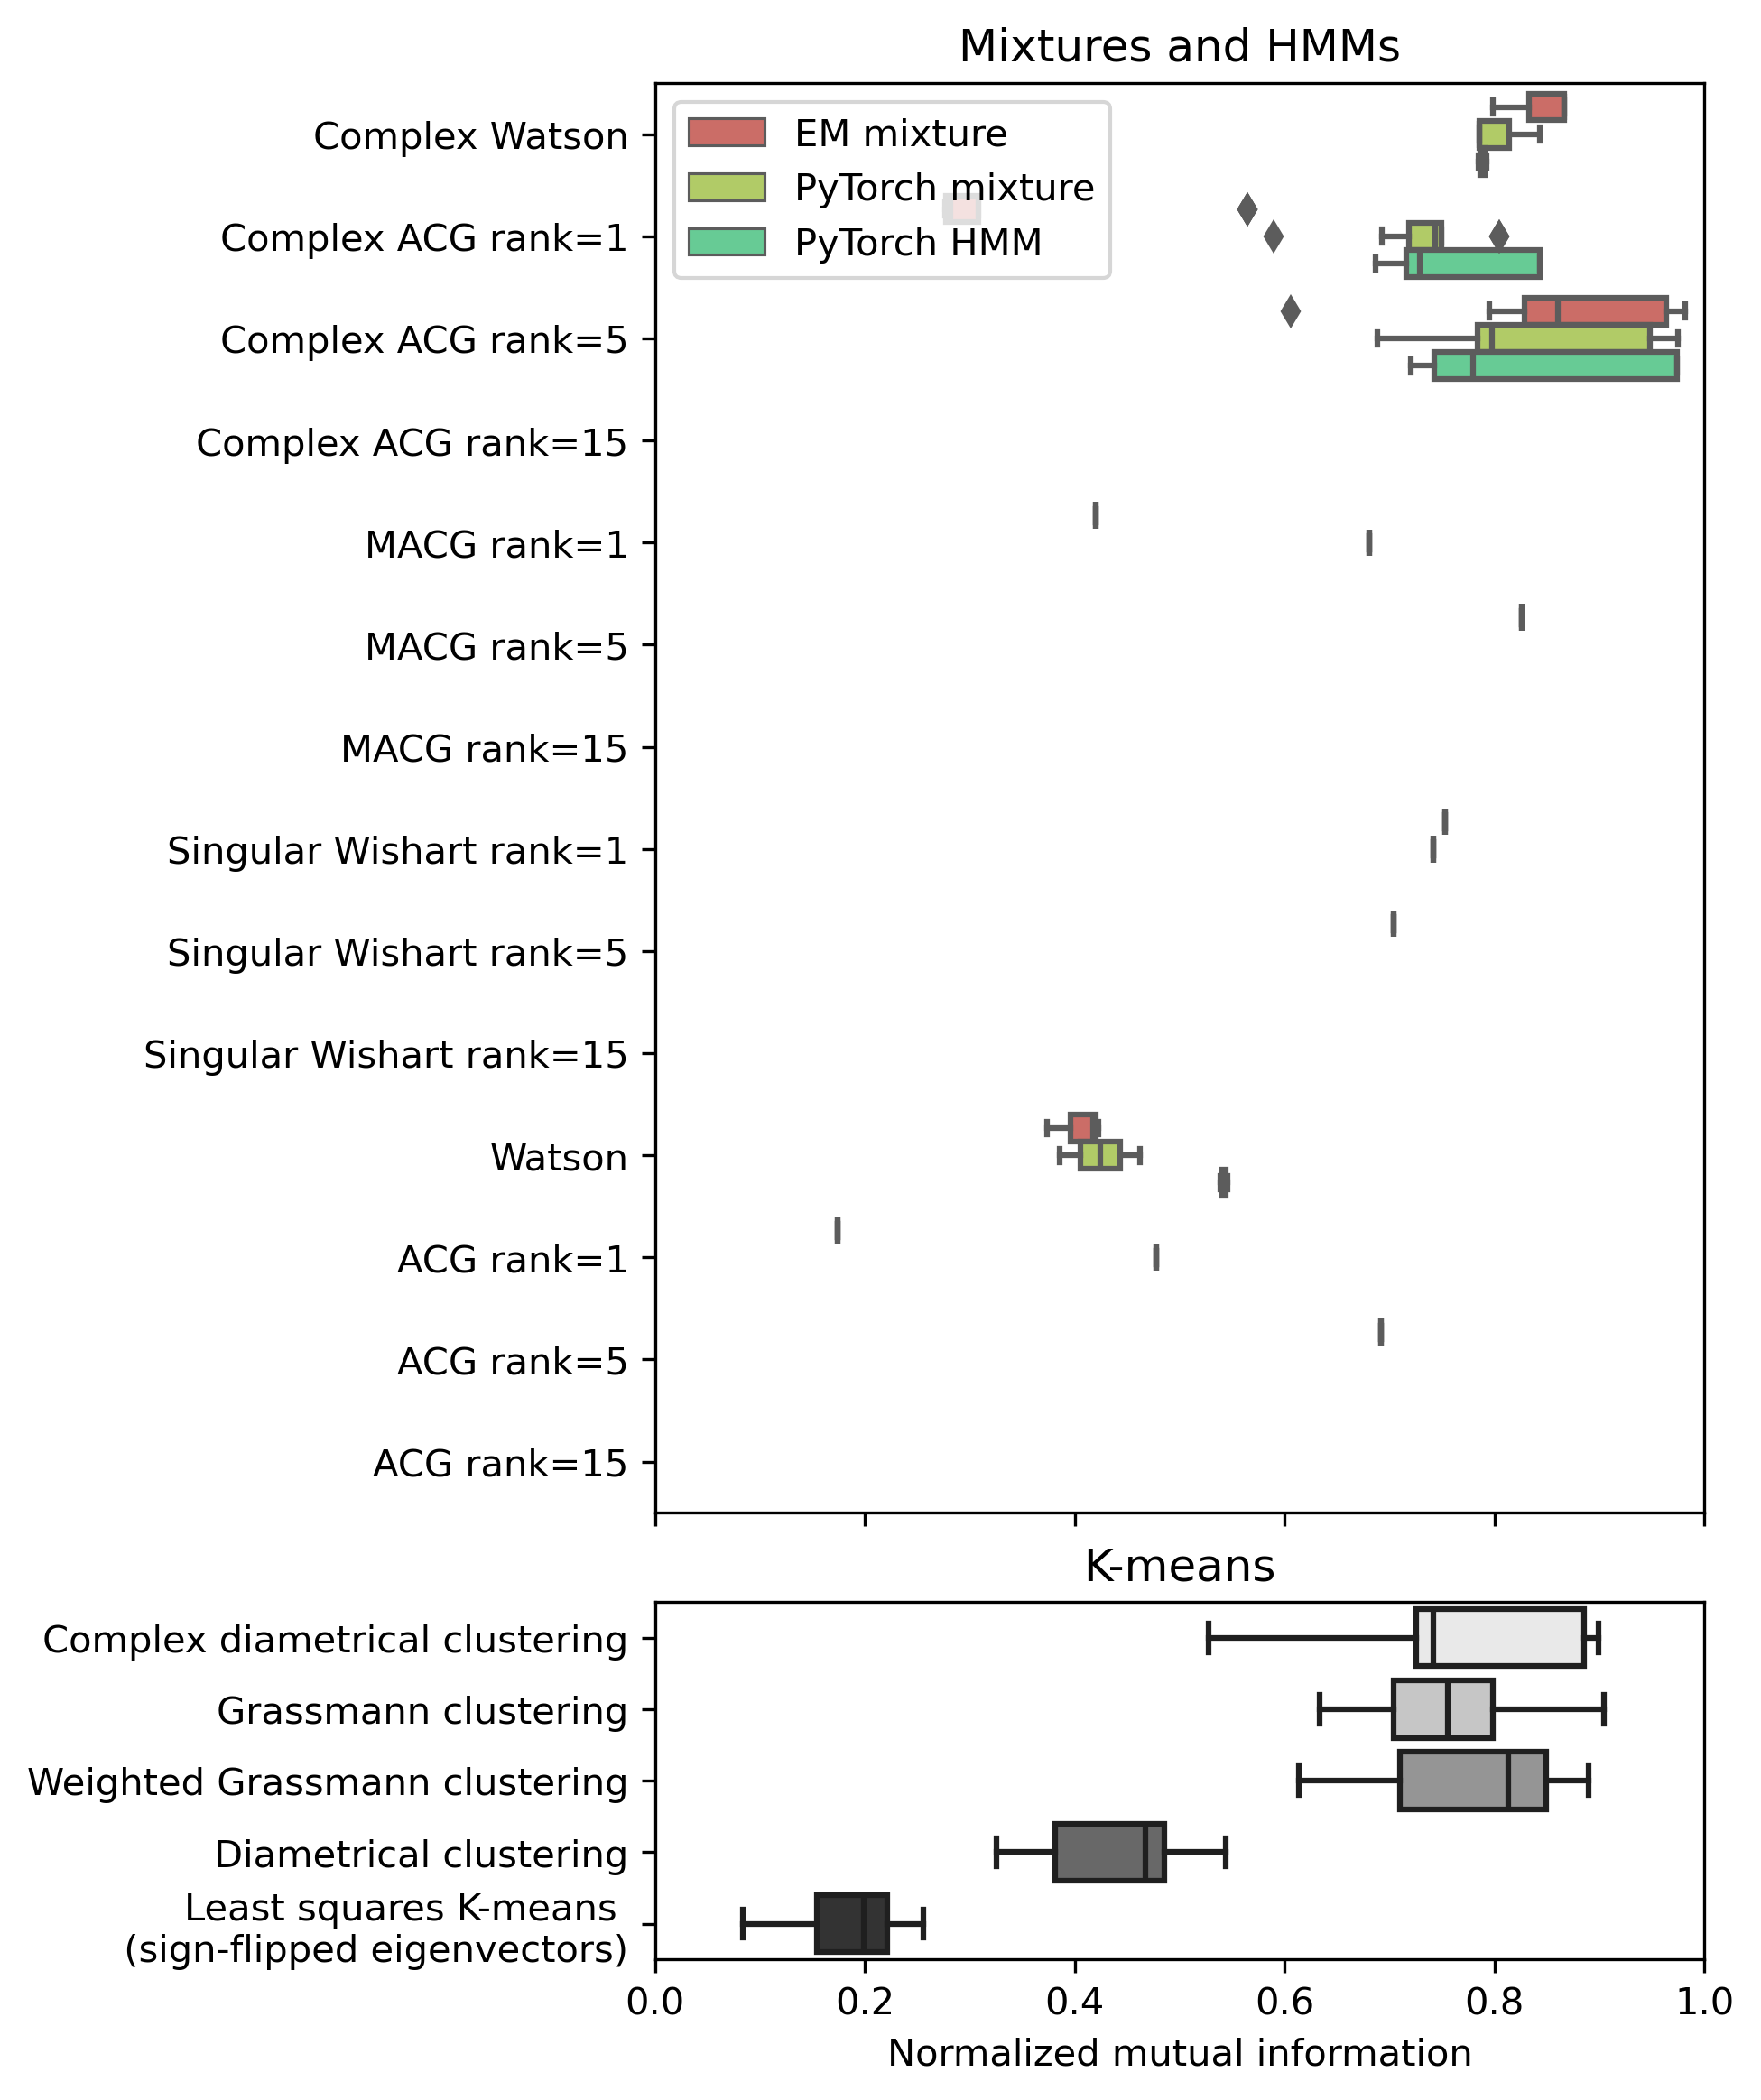 Mixtures and HMMs
EM mixture
PyTorch mixture
PyTorch HMM
Complex Watson
Complex ACG rank=1
Complex ACG rank=5
Complex ACG rank=15
MACG rank=1
MACG rank=5
MACG rank=15
Singular Wishart rank=1
Singular Wishart rank=5
Singular Wishart rank=15
Watson
ACG rank=1
ACG rank=5
ACG rank=15
K-means
Complex diametrical clustering
Grassmann clustering
Weighted Grassmann clustering
Diametrical clustering
Least squares K-means
(sign-flipped eigenvectors)
0.0 0.2 0.4 0.6 0.8 1.0
Normalized mutual information